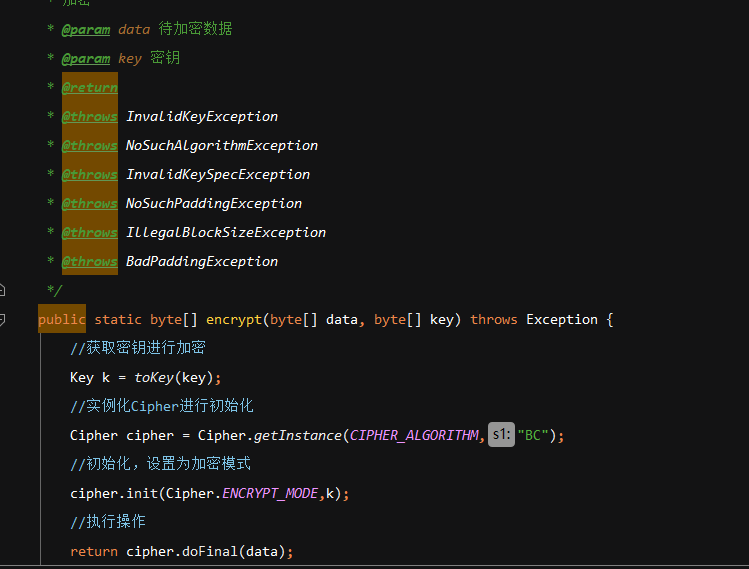 * 加密
* @param data 待加密数据
* @param key 密钥
* @return
* @throws InvalidKeyException
* @throws NoSuchAlgorithmException
* @throws InvalidKeySpecException
* @throws NoSuchPaddingException
* @throws IllegalBlockSizeException
* @throws BadPaddingException
*/
public static byte[] encrypt(byte[] data, byte[] key) throws Exception {
//获取密钥进行加密
Key k = toKey(key);
//实例化Cipher进行初始化
Cipher cipher = Cipher.getInstance(CIPHER_ALGORITHM, s1: "BC");
//初始化，设置为加密模式
cipher.init(Cipher.ENCRYPT_MODE,k);
//执行操作
return cipher.doFinal(data);